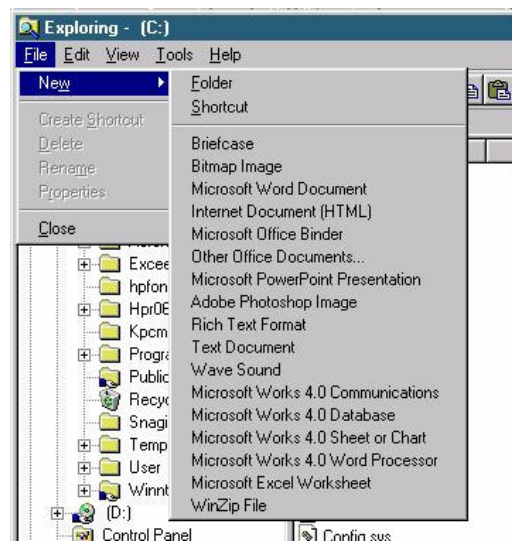 Exploring - (C:)
File Edit View Tools Help
New
Create Shortcut
Delete
Rename
Properties
Close
Folder
Shortcut
Briefcase
Bitmap Image
Microsoft Word Document
Internet Document (HTML)
Microsoft Office Binder
Other Office Documents...
Microsoft PowerPoint Presentation
Adobe Photoshop Image
Rich Text Format
Text Document
Wave Sound
Microsoft Works 4.0 Communications
Microsoft Works 4.0 Database
Microsoft Works 4.0 Sheet or Chart
Microsoft Works 4.0 Word Processor
Microsoft Excel Worksheet
WinZip File
Excee
hpfon
Hpr06
Kpcm
Progra
Public
Recyc
Snagi
Temp
User
Winnt
(D:)
Control Panel
Config.sys